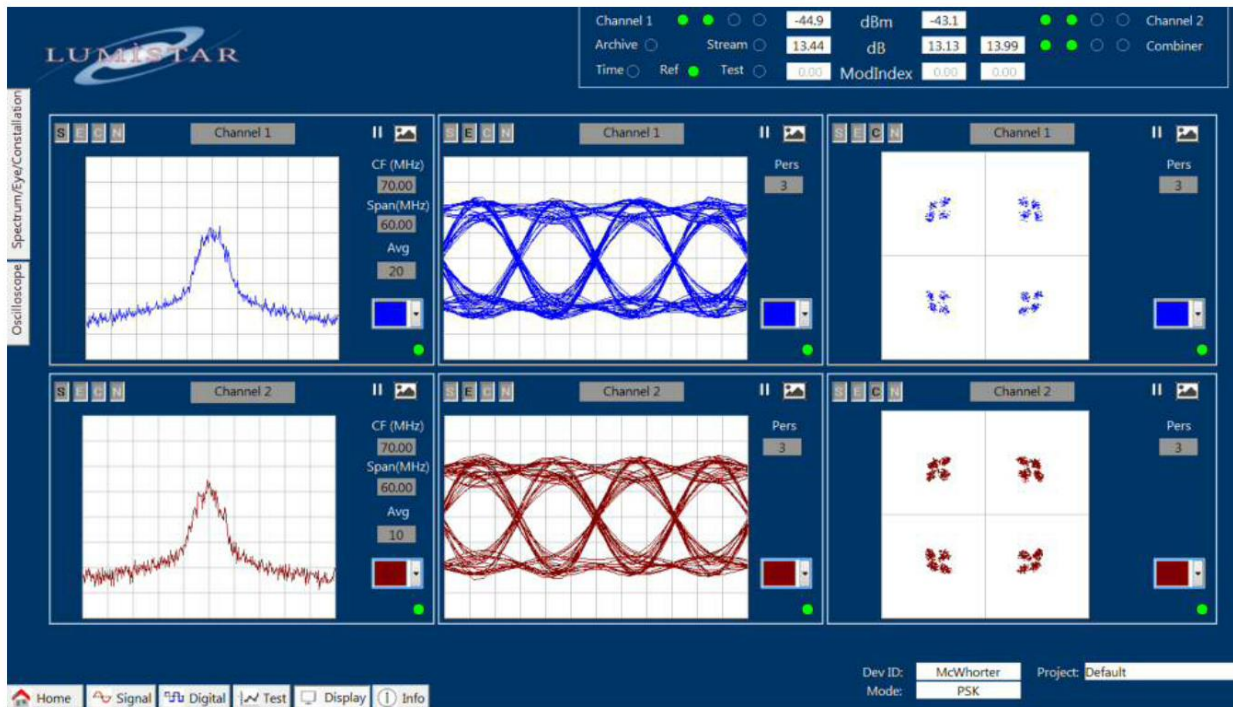 LUMISTAR
Channel 1 -44.9 dBm -43.1 Channel 2
Archive Stream 13.44 dB 13.13 13.99 Combiner
Time Ref Test 0.00 ModIndex 0.00 0.00
Spectrum/Eye/Constallation
Oscilloscope
S E C N Channel 1
CF (MHz)
70.00
Span(MHz)
60.00
Avg
20
S E C N Channel 1
Pers
3
S E C N Channel 1
Pers
3
S E C N Channel 2
CF (MHz)
70.00
Span(MHz)
60.00
Avg
10
S E C N Channel 2
Pers
3
S E C N Channel 2
Pers
3
Dev ID: McWhorter Project: Default
Mode: PSK
Home Signal Digital Test Display Info